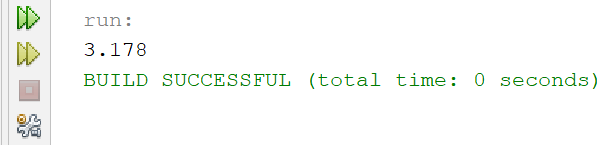 run:
3.178
BUILD SUCCESSFUL (total time: 0 seconds)